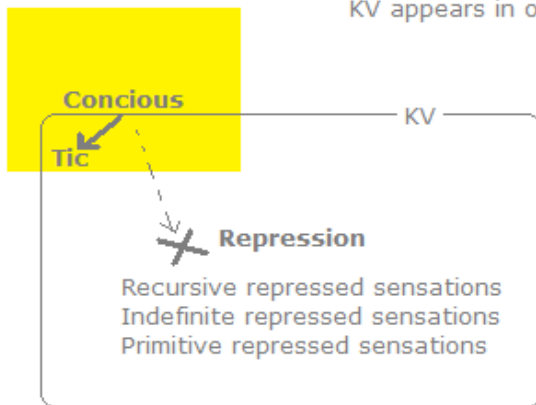 KV appears in o
Concious
KV
Tic
Repression
Recursive repressed sensations
Indefinite repressed sensations
Primitive repressed sensations